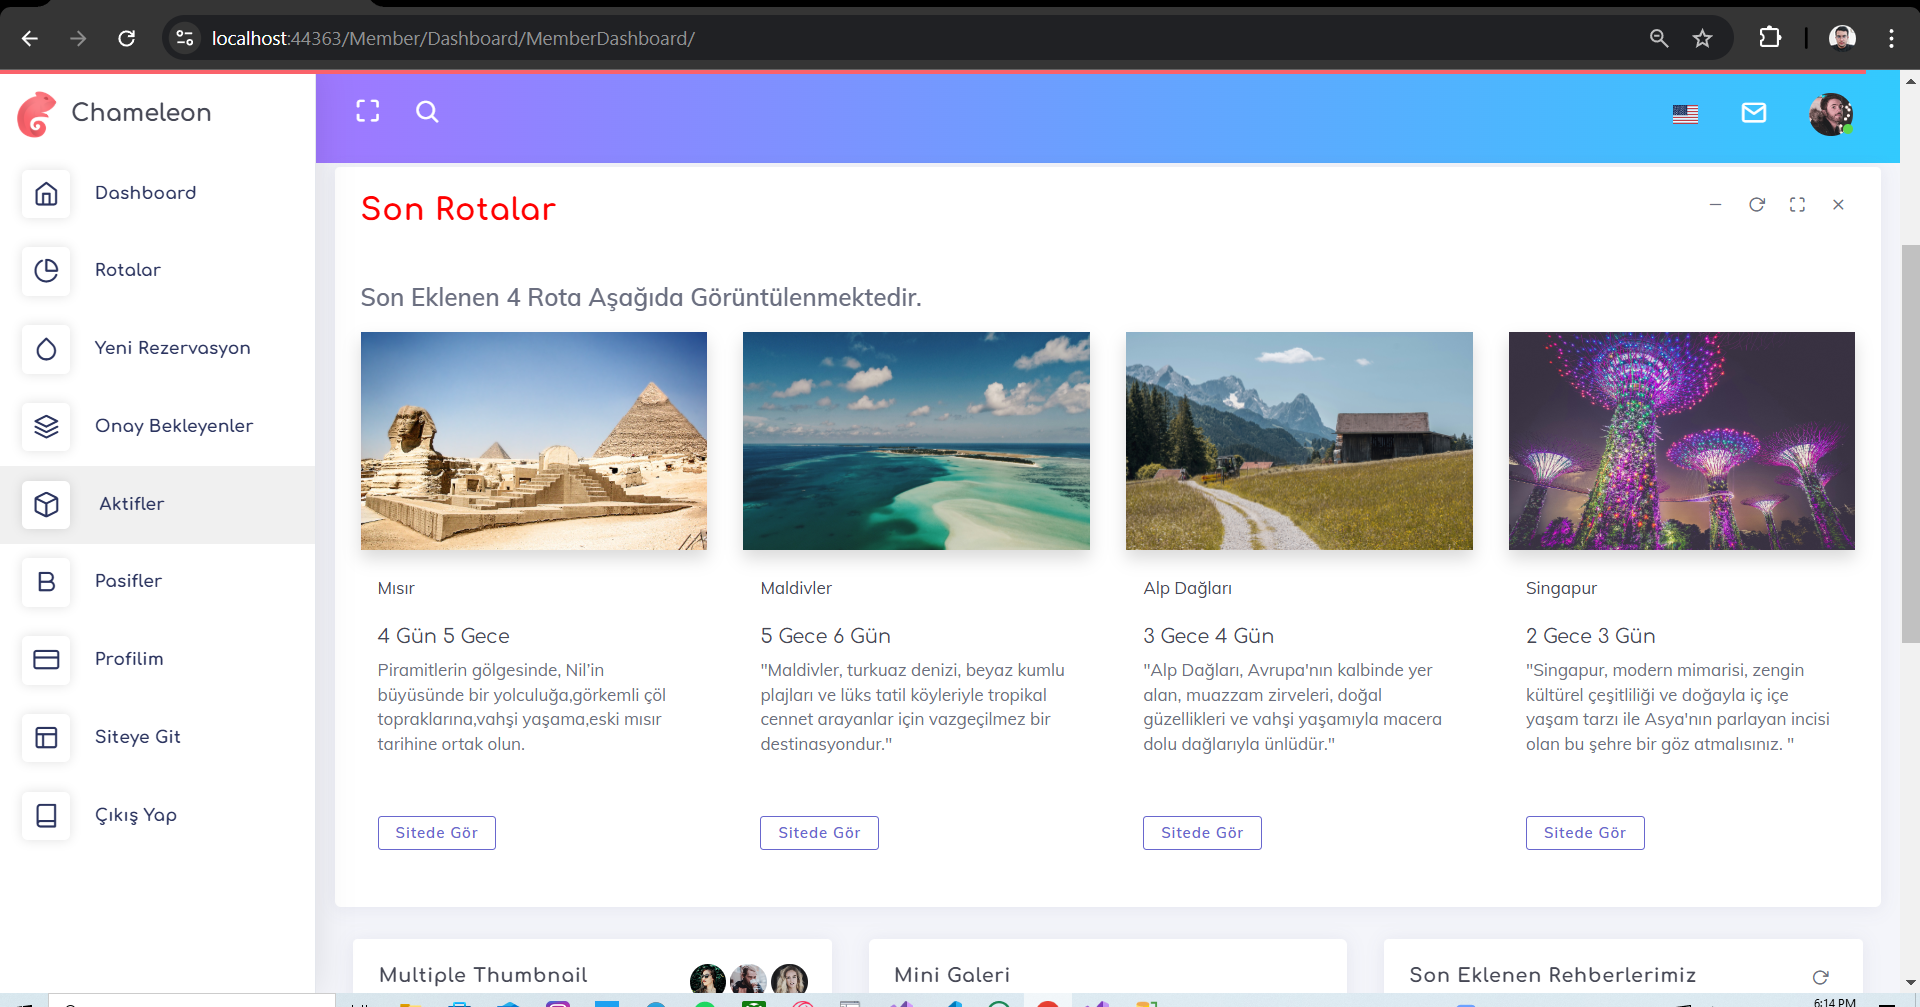 localhost:44363/Member/Dashboard/MemberDashboard/
Chameleon
Dashboard
Rotalar
Yeni Rezervasyon
Onay Bekleyenler
Aktifler
Pasifler
Profilim
Siteye Git
Çıkış Yap
Son Rotalar
Son Eklenen 4 Rota Aşağıda Görüntülenmektedir.
Mısır
4 Gün 5 Gece
Piramitlerin gölgesinde, Nil’in
büyüsünde bir yolculuğa,görkemli çöl
topraklarına,vahşi yaşama,eski mısır
tarihine ortak olun.
Sitede Gör
Maldivler
5 Gece 6 Gün
"Maldivler, turkuaz denizi, beyaz kumlu
plajları ve lüks tatil köyleriyle tropikal
cennet arayanlar için vazgeçilmez bir
destinasyondur."
Sitede Gör
Alp Dağları
3 Gece 4 Gün
"Alp Dağları, Avrupa'nın kalbinde yer
alan, muazzam zirveleri, doğal
güzellikleri ve vahşi yaşamıyla macera
dolu dağlarıyla ünlüdür."
Sitede Gör
Singapur
2 Gece 3 Gün
"Singapur, modern mimarisi, zengin
kültürel çeşitliliği ve doğayla iç içe
yaşam tarzı ile Asya'nın parlayan incisi
olan bu şehre bir göz atmalısınız. "
Sitede Gör
Multiple Thumbnail
Mini Galeri
Son Eklenen Rehberlerimiz
6:14 PM